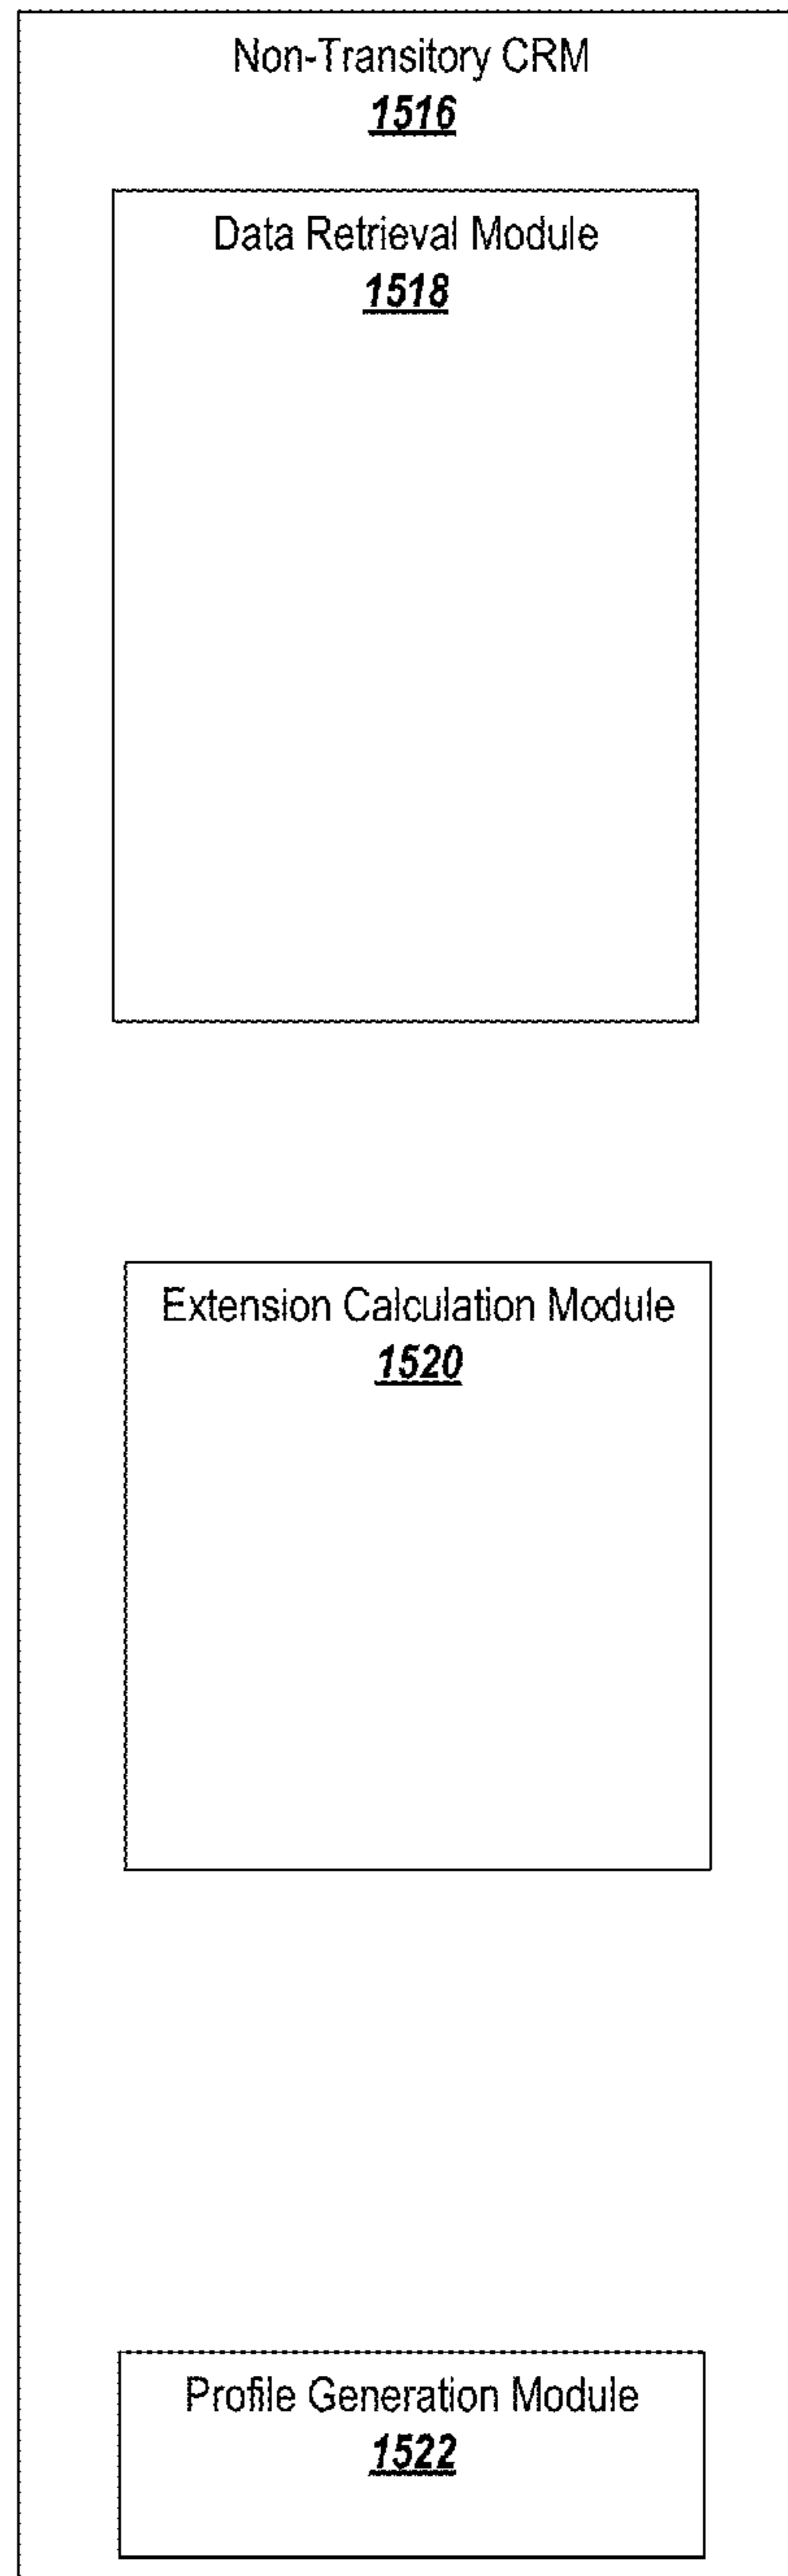 Non-Transitory CRM
1516
Data Retrieval Module
1518
Extension Calculation Module
1520
Profile Generation Module
1522